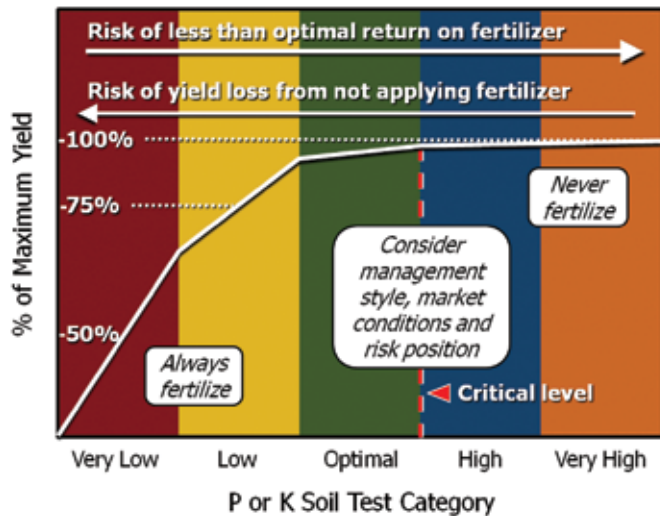 Risk of less than optimal return on fertilizer
Risk of yield loss from not applying fertilizer
% of Maximum Yield
-100%
-75%
-50%
Never
fertilize
Consider
management
style, market
conditions and
risk position
Always
fertilize
Critical level
Very Low
Low
Optimal
High
Very High
P or K Soil Test Category